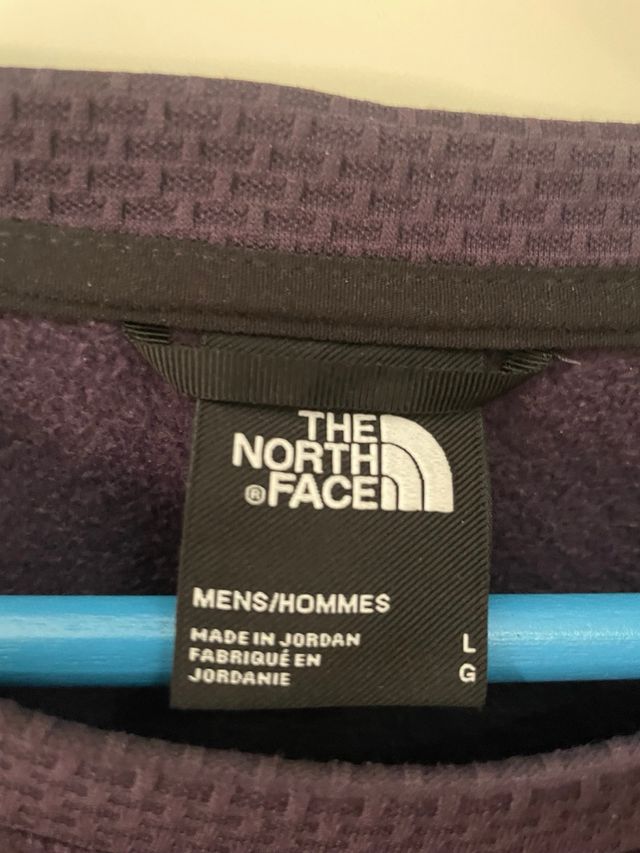 THE
NORTH
® FACE
MENS/HOMMES
MADE IN JORDAN
FABRIQUÉ EN
JORDANIE
L
G